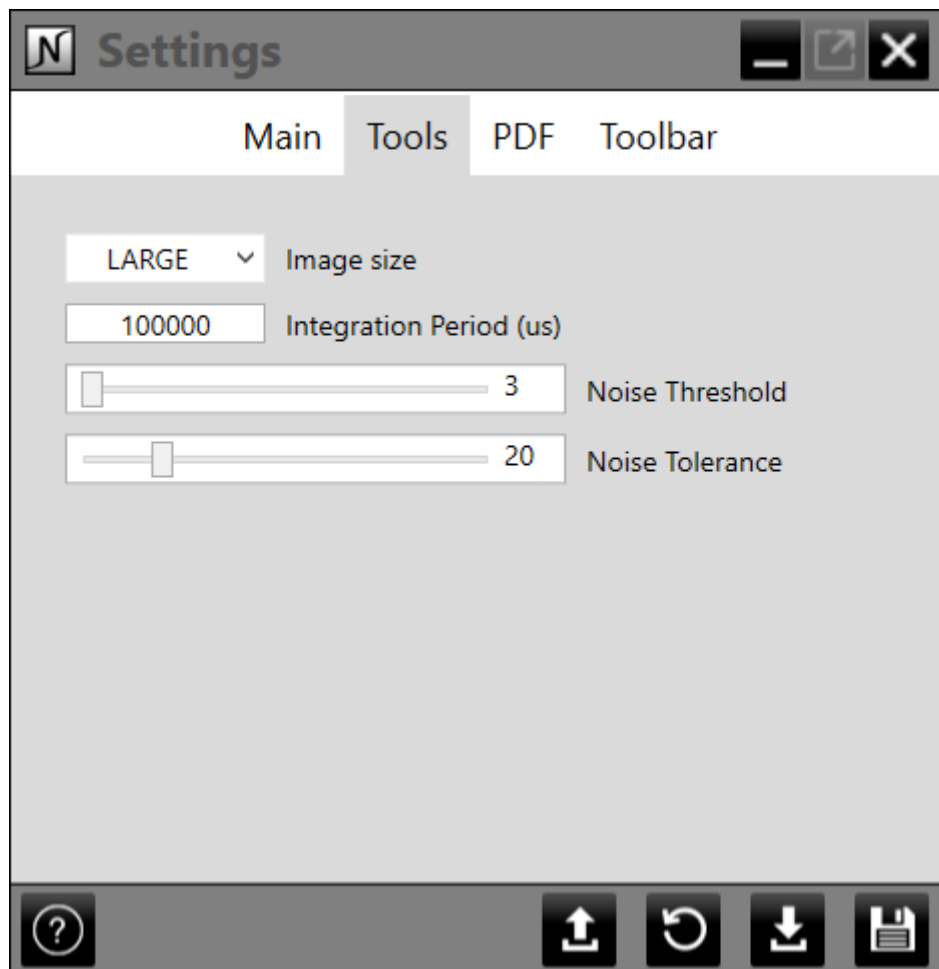 N Settings
Main Tools PDF Toolbar
LARGE Image size
100000 Integration Period (us)
3 Noise Threshold
20 Noise Tolerance
?